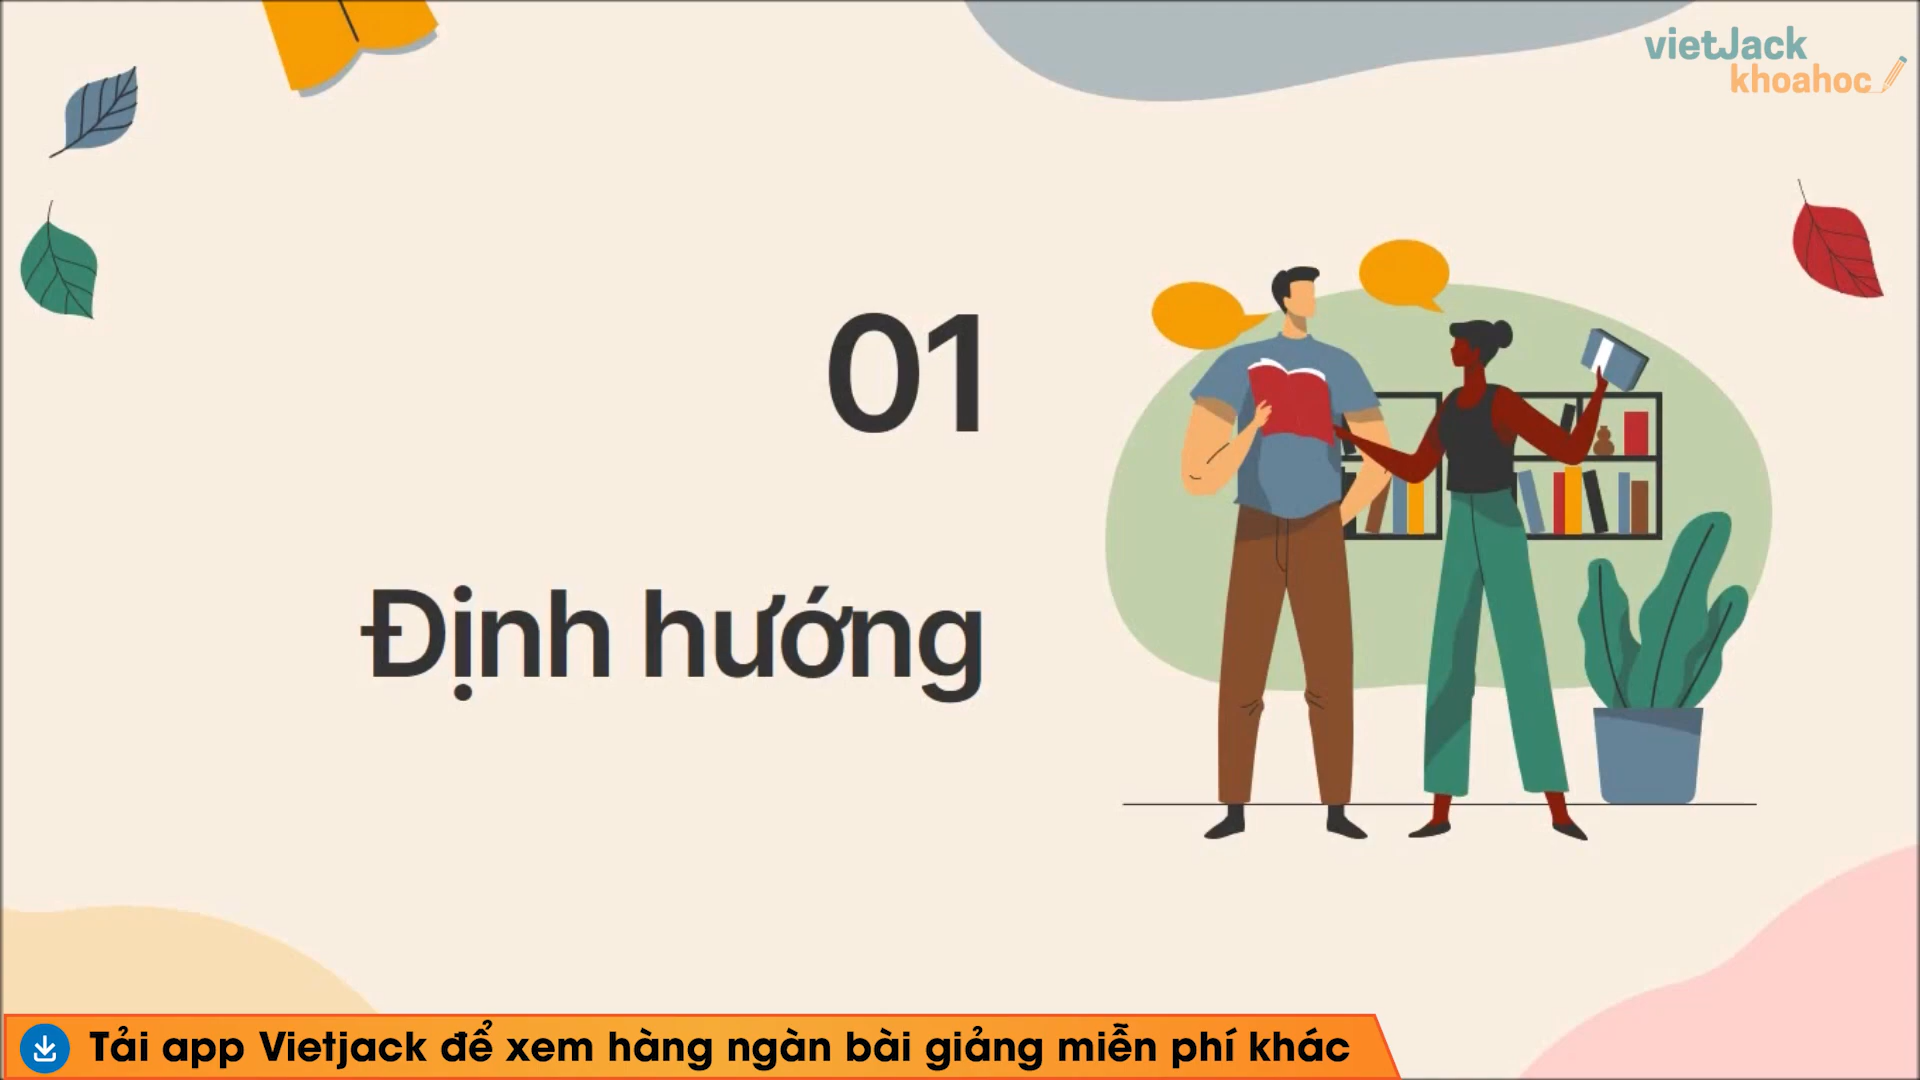 vietJack
khoahoc
01
Định hướng
Tải app Vietjack để xem hàng ngàn bài giảng miễn phí khác